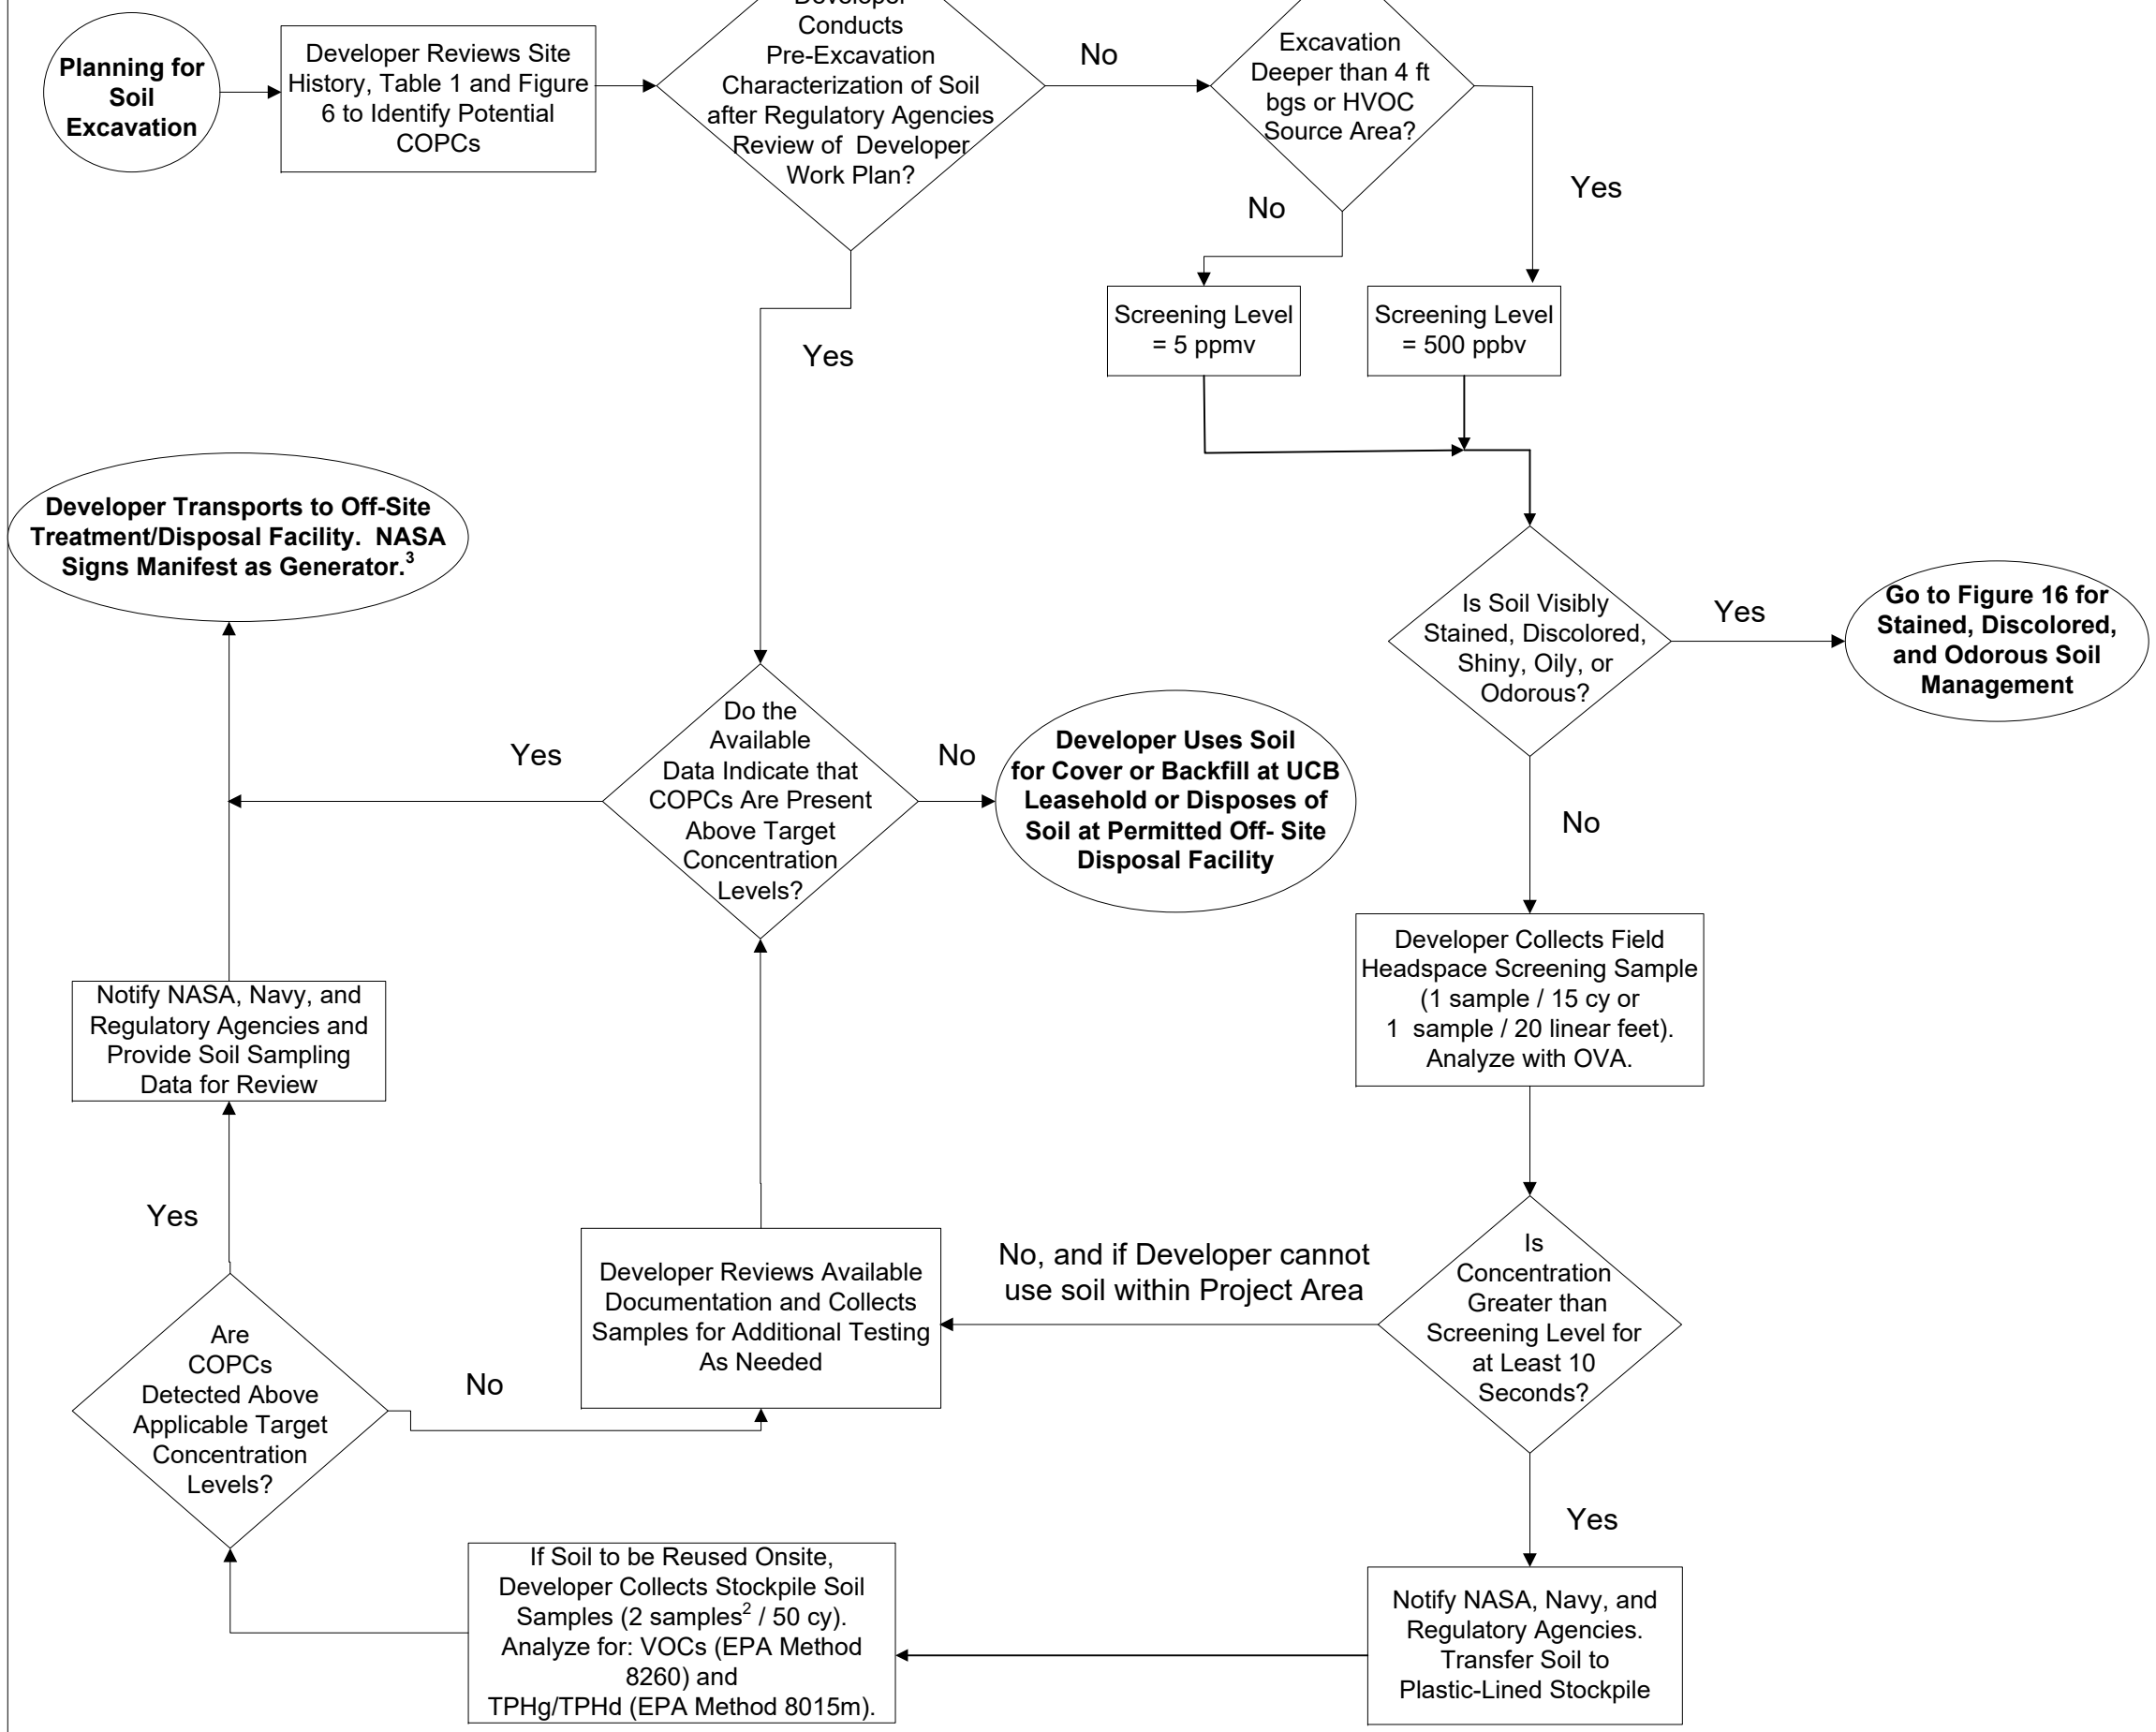 Planning for
Soil
Excavation
Developer Reviews Site
History, Table 1 and Figure
6 to Identify Potential
COPCs
Developer
Conducts
Pre-Excavation
Characterization of Soil
after Regulatory Agencies
Review of Developer
Work Plan?
No
Excavation
Deeper than 4 ft
bgs or HVOC
Source Area?
Yes
No
Yes
Screening Level
= 5 ppmv
Screening Level
= 500 ppbv
Developer Transports to Off-Site
Treatment/Disposal Facility. NASA
Signs Manifest as Generator.³
Is Soil Visibly
Stained, Discolored,
Shiny, Oily, or
Odorous?
Yes
Go to Figure 16 for
Stained, Discolored,
and Odorous Soil
Management
Do the
Available
Data Indicate that
COPCs Are Present
Above Target
Concentration
Levels?
Yes
No
Developer Uses Soil
for Cover or Backfill at UCB
Leasehold or Disposes of
Soil at Permitted Off- Site
Disposal Facility
No
Developer Collects Field
Headspace Screening Sample
(1 sample / 15 cy or
1 sample / 20 linear feet).
Analyze with OVA.
Notify NASA, Navy, and
Regulatory Agencies and
Provide Soil Sampling
Data for Review
Yes
Developer Reviews Available
Documentation and Collects
Samples for Additional Testing
As Needed
No, and if Developer cannot
use soil within Project Area
Is
Concentration
Greater than
Screening Level for
at Least 10
Seconds?
Are
COPCs
Detected Above
Applicable Target
Concentration
Levels?
No
Yes
If Soil to be Reused Onsite,
Developer Collects Stockpile Soil
Samples (2 samples² / 50 cy).
Analyze for: VOCs (EPA Method
8260) and
TPHg/TPHd (EPA Method 8015m).
Notify NASA, Navy, and
Regulatory Agencies.
Transfer Soil to
Plastic-Lined Stockpile